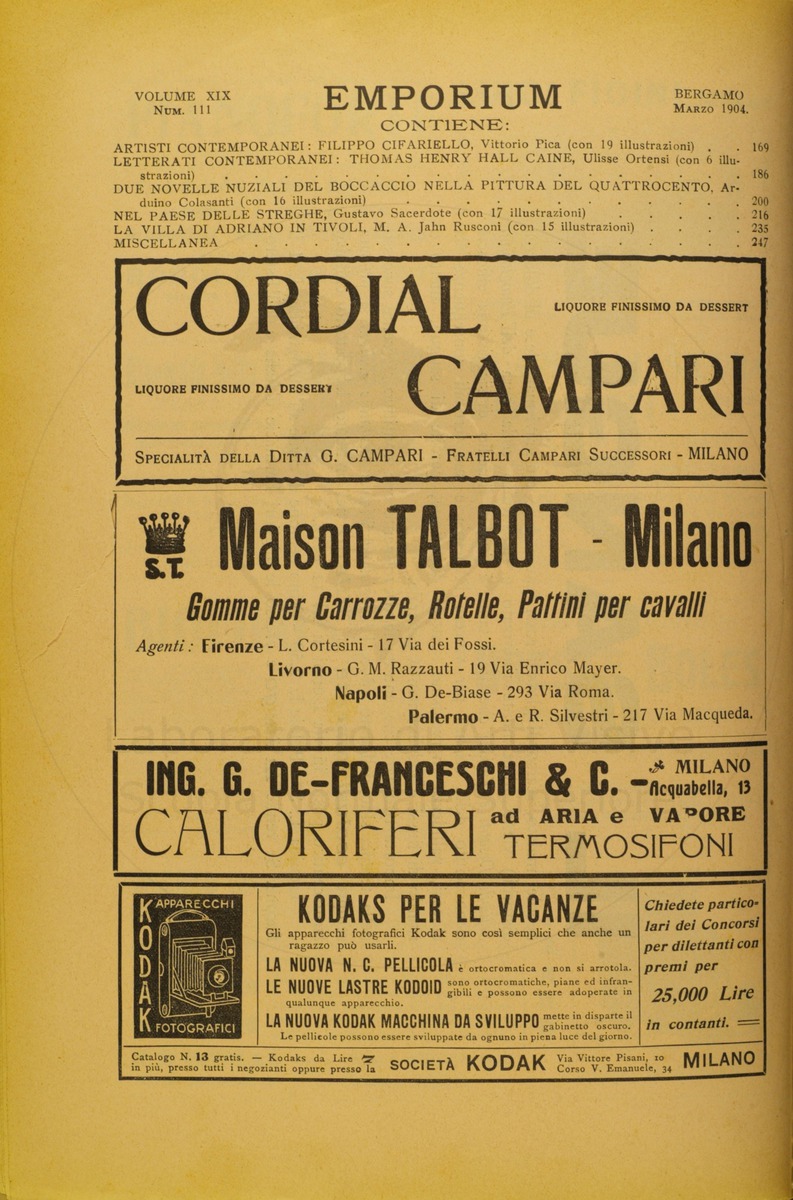 VOLUME XIX
NUM. 111
EMPORIUM
BERGAMO
MARZO 1904.
CONTIENE:
ARTISTI CONTEMPORANEI: FILIPPO CIFARIELLO, Vittorio Pica (con 19 illustrazioni) . . 169
LETTERATI CONTEMPORANEI: THOMAS HENRY HALL CAINE, Ulisse Ortensi (con 6 illu-
strazioni) . . . . . . . . . . . . . . . . . 186
DUE NOVELLE NUZIALI DEL BOCCACCIO NELLA PITTURA DEL QUATTROCENTO, Ar-
duino Colasanti (con 16 illustrazioni) . . . . . . . . . . . . 200
NEL PAESE DELLE STREGHE, Gustavo Sacerdote (con 17 illustrazioni) . . . . . 216
LA VILLA DI ADRIANO IN TIVOLI, M. A. Jahn Rusconi (con 15 illustrazioni) . . . . 235
MISCELLANEA . . . . . . . . . . . . . . . . . 247
CORDIAL
LIQUORE FINISSIMO DA DESSERT
LIQUORE FINISSIMO DA DESSERT
CAMPARI
SPECIALITÀ DELLA DITTA G. CAMPARI - FRATELLI CAMPARI SUCCESSORI - MILANO
S.T.
Maison TALBOT - Milano
Gomme per Carrozze, Rotelle, Pattini per cavalli
Agenti: Firenze - L. Cortesini - 17 Via dei Fossi.
Livorno - G. M. Razzauti - 19 Via Enrico Mayer.
Napoli - G. De-Biase - 293 Via Roma.
Palermo - A. e R. Silvestri - 217 Via Macqueda.
ING. G. DE-FRANCESCHI & C. - MILANO
Acquabella, 13
CALORIFERI ad ARIA e VAPORE
TERMOSIFONI
KODAK
APPARECCHI
FOTOGRAFICI
KODAKS PER LE VACANZE
Gli apparecchi fotografici Kodak sono così semplici che anche un
ragazzo può usarli.
LA NUOVA N. C. PELLICOLA è ortocromatica e non si arrotola.
LE NUOVE LASTRE KODOID sono ortocromatiche, piane ed infran-
gibili e possono essere adoperate in
qualunque apparecchio.
LA NUOVA KODAK MACCHINA DA SVILUPPO mette in disparte il
gabinetto oscuro.
Le pellicole possono essere sviluppate da ognuno in piena luce del giorno.
Chiedete partico-
lari dei Concorsi
per dilettanti con
premi per
25,000 Lire
in contanti.
Catalogo N. 13 gratis. — Kodaks da Lire 7
in più, presso tutti i negozianti oppure presso la
SOCIETÀ KODAK
Via Vittore Pisani, 10
Corso V. Emanuele, 34
MILANO